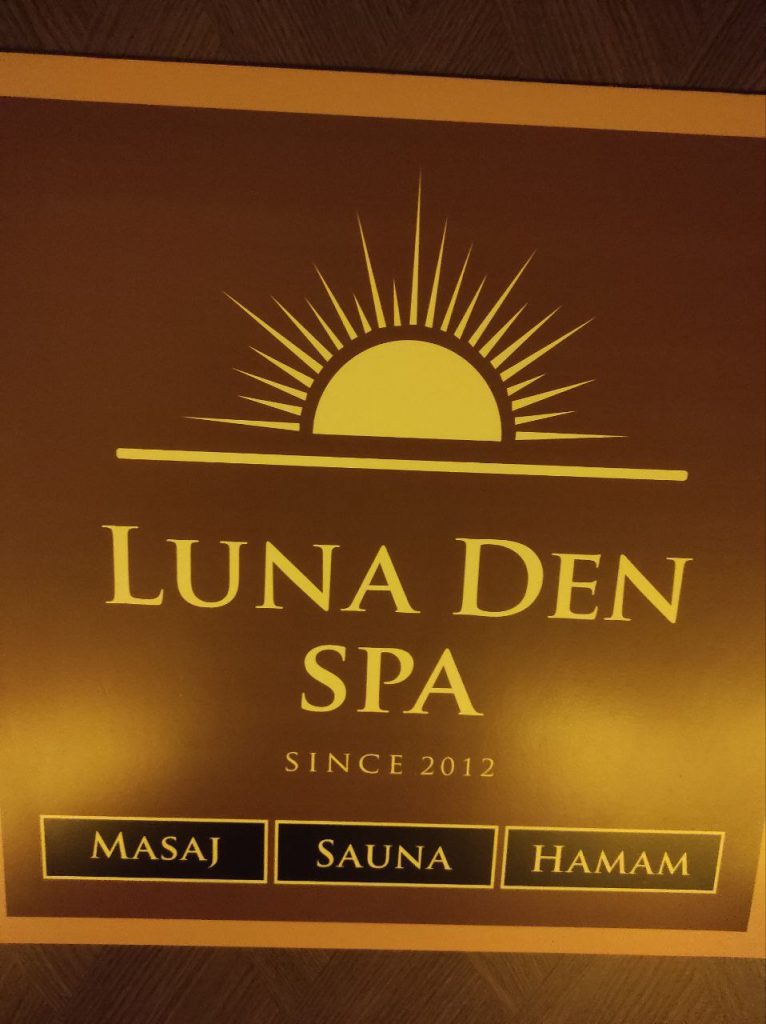 LUNA DEN
SPA
SINCE 2012
MASAJ SAUNA HAMAM